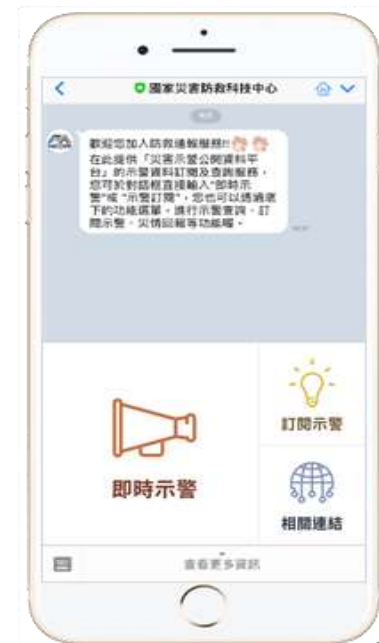 國家災害防救科技中心
歡迎您加入防救通報服務!!
在此提供「災害示警公開資料平
台」的示警資料訂閱及查詢服務,
您可於對話框直接輸入"即時示
警"或 "示警訂閱",您也可以透過底
下的功能選單,進行示警查詢、訂
閱示警、災情回報等功能喔。
訂閱示警
即時示警
相關連結
查看更多資訊